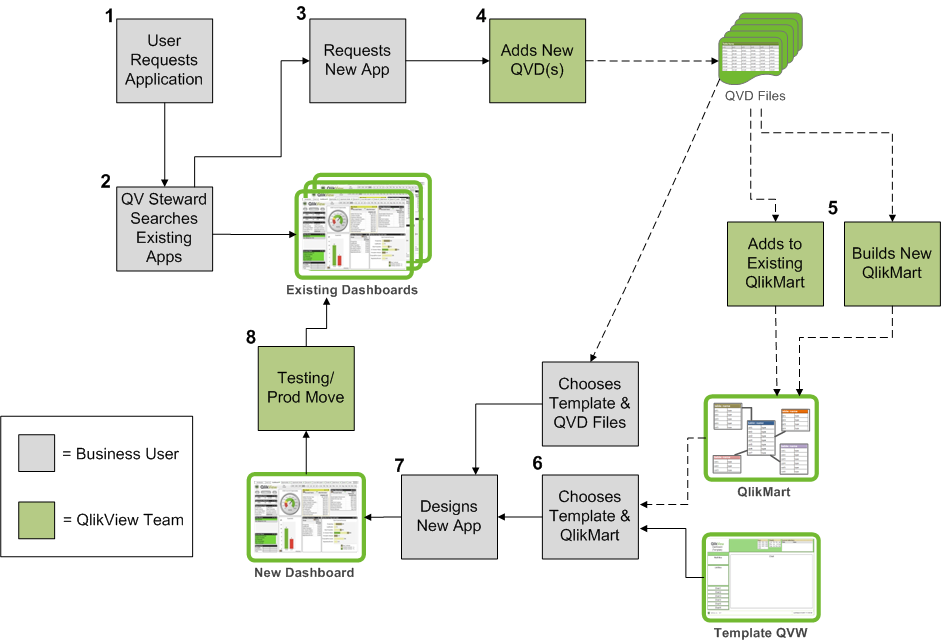 1
User
Requests
Application
3
Requests
New App
4
Adds New
QVD(s)
QVD Files
2
QV Steward
Searches
Existing
Apps
Existing Dashboards
5
Adds to
Existing
QlikMart
Builds New
QlikMart
8
Testing/
Prod Move
Chooses
Template &
QVD Files
= Business User
= QlikView Team
New Dashboard
7
Designs
New App
6
Chooses
Template &
QlikMart
QlikMart
Template QVW